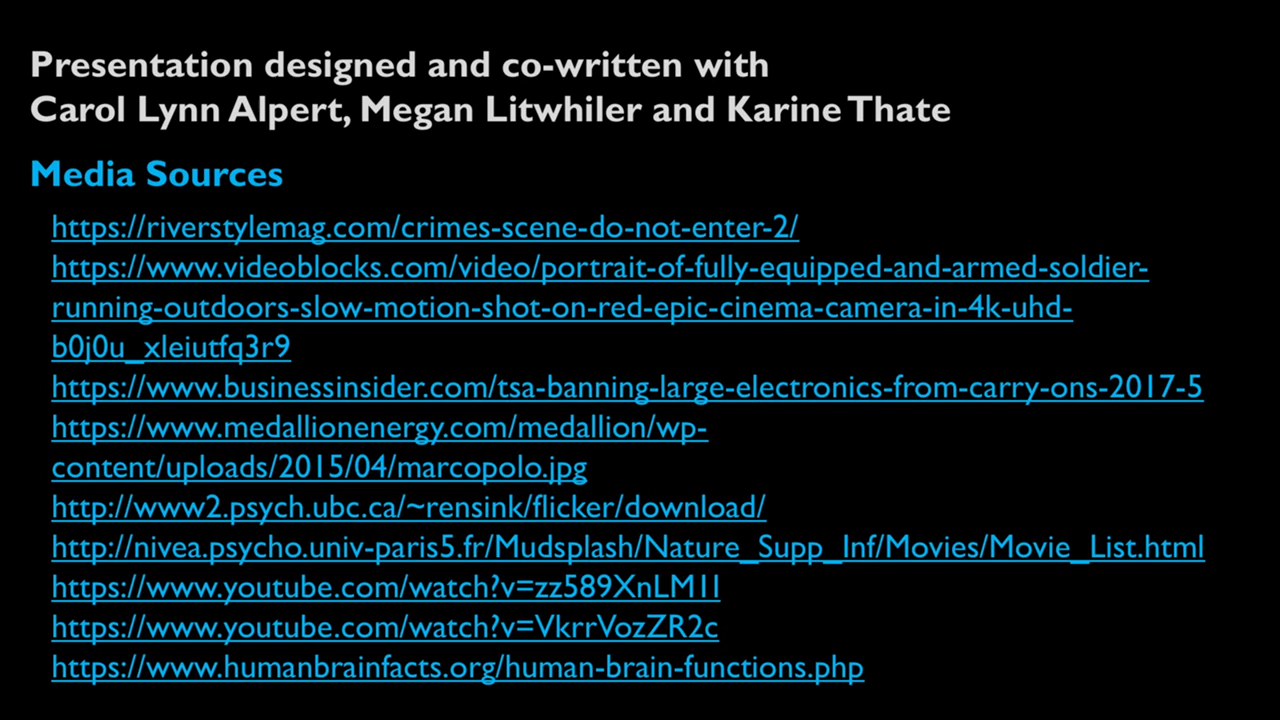 Presentation designed and co-written with
Carol Lynn Alpert, Megan Litwhiler and Karine Thate
Media Sources
https://riverstylemag.com/crimes-scene-do-not-enter-2/
https://www.videoblocks.com/video/portrait-of-fully-equipped-and-armed-soldier-
running-outdoors-slow-motion-shot-on-red-epic-cinema-camera-in-4k-uhd-
b0j0u_xleiutfq3r9
https://www.businessinsider.com/tsa-banning-large-electronics-from-carry-ons-2017-5
https://www.medallionenergy.com/medallion/wp-
content/uploads/2015/04/marcopolo.jpg
http://www2.psych.ubc.ca/~rensink/flicker/download/
http://nivea.psycho.univ-paris5.fr/Mudsplash/Nature_Supp_Inf/Movies/Movie_List.html
https://www.youtube.com/watch?v=zz589XnLM1I
https://www.youtube.com/watch?v=VkrrVozZR2c
https://www.humanbrainfacts.org/human-brain-functions.php